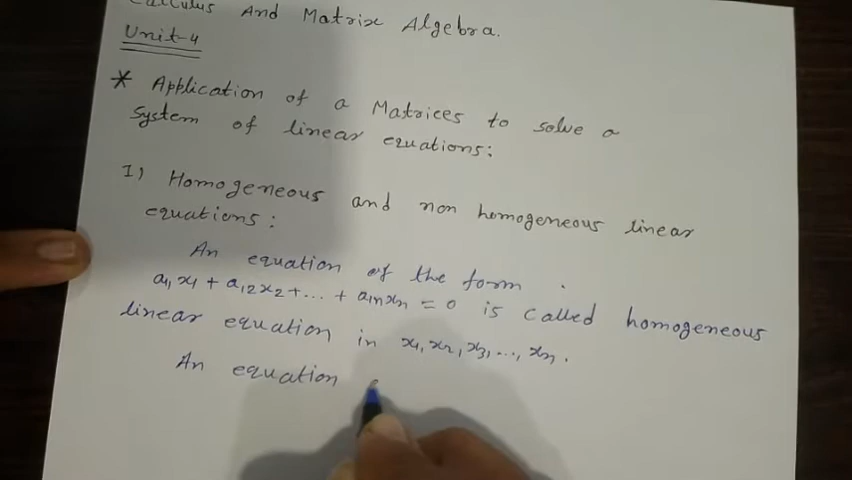 Calculus And Matrix Algebra.
Unit-4
* Application of a Matrices to solve a
system of linear equations:
I) Homogeneous and non homogeneous linear
equations:
An equation of the form
a₁₁x₁ + a₁₂x₂ + ... + a₁ₙxₙ = 0 is called homogeneous
linear equation in x₁, x₂, x₃, ..., xₙ.
An equation